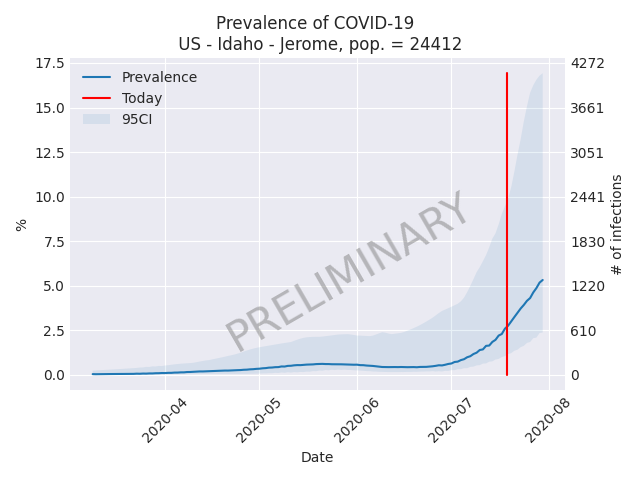 Prevalence of COVID-19
US - Idaho - Jerome, pop. = 24412
Prevalence
Today
95CI
17.5
15.0
12.5
10.0
7.5
5.0
2.5
0.0
%
4272
3661
3051
2441
1830
1220
610
0
# of infections
PRELIMINARY
2020-04
2020-05
2020-06
2020-07
2020-08
Date